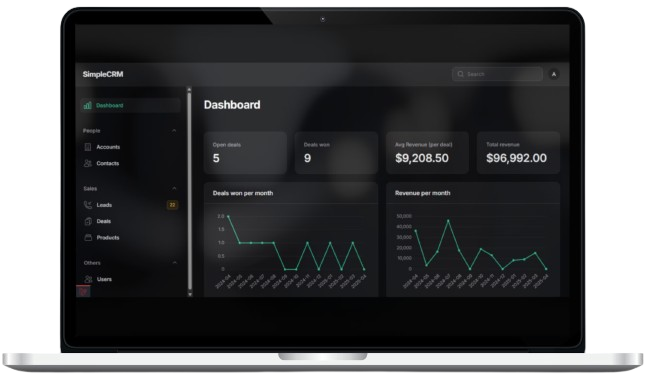 SimpleCRM
Search
A
Dashboard
People
Accounts
Contacts
Sales
Leads
Deals
Products
Others
Users
Dashboard
Open deals
5
Deals won
9
Avg Revenue (per deal)
$9,208.50
Total revenue
$96,992.00
Deals won per month
2.0
1.5
1.0
0.5
0
Revenue per month
50,000
40,000
30,000
20,000
10,000
0